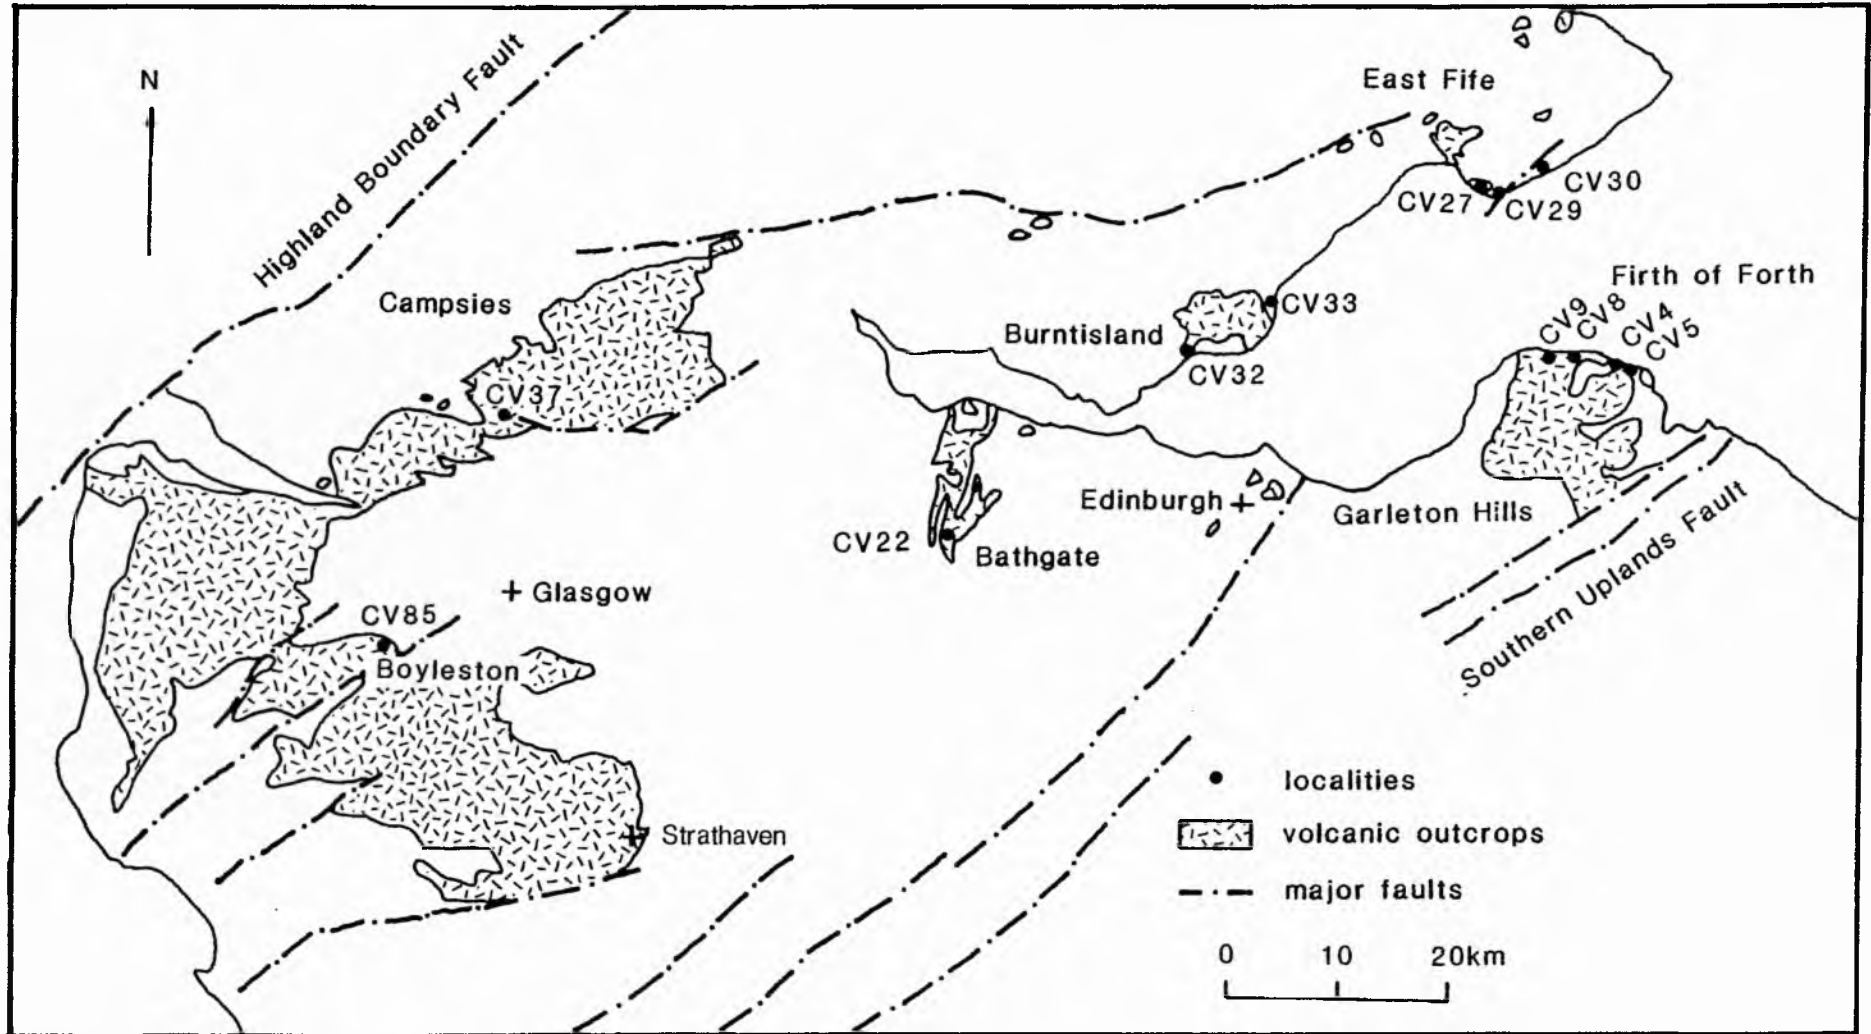 N
Highland Boundary Fault
East Fife
CV30
CV27
CV29
Firth of Forth
Campsies
CV33
Burntisland
CV9
CV8
CV4
CV5
CV32
CV37
Edinburgh
Garleton Hills
CV22
Bathgate
Glasgow
Southern Uplands Fault
CV85
Boyleston
localities
Strathaven
volcanic outcrops
major faults
0 10 20km